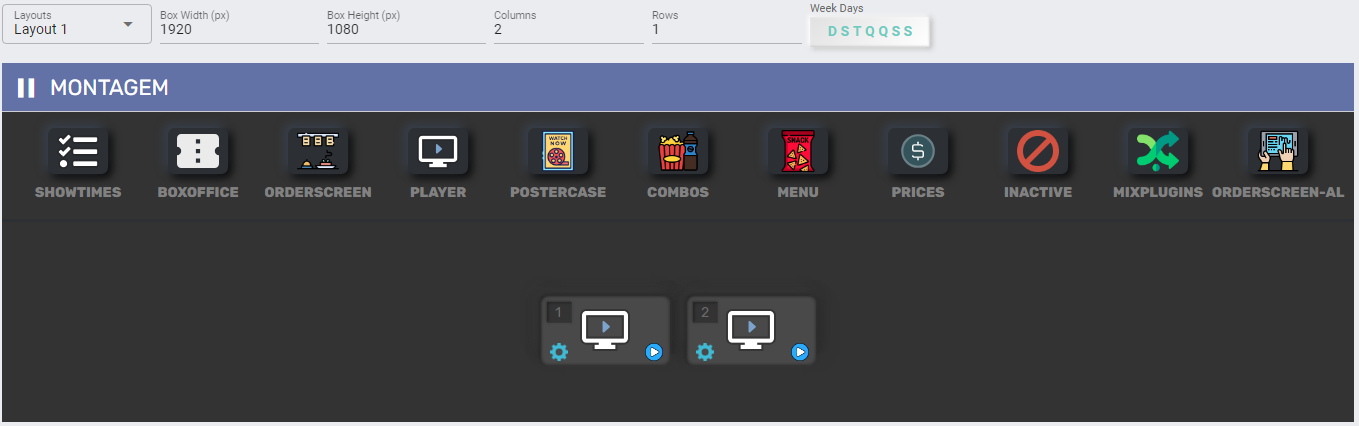 Layouts
Layout 1
Box Width (px)
1920
Box Height (px)
1080
Columns
2
Rows
1
Week Days
D S T Q Q S S
MONTAGEM
WATCH NOW
SNACK
$
SHOWTIMES BOXOFFICE ORDERSCREEN PLAYER POSTERCASE COMBOS MENU PRICES INACTIVE MIXPLUGINS ORDERSCREEN-AL
1 2